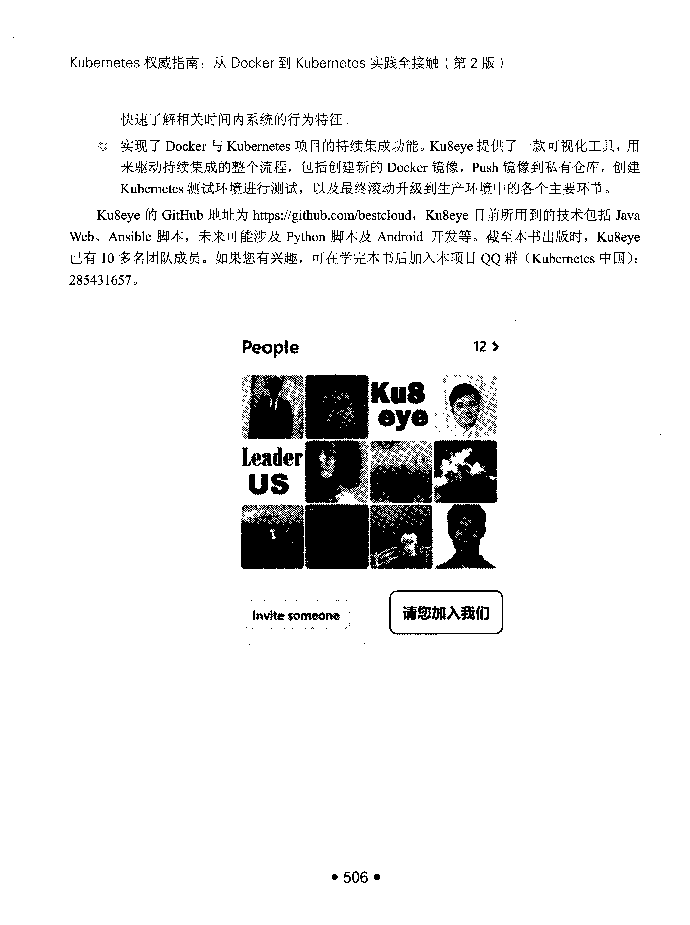 Kubernetes 权威指南：从 Docker 到 Kubernetes 实践全接触（第 2 版）
快速了解相关时间内系统的行为特征。
实现了 Docker 与 Kubernetes 项目的持续集成功能。Ku8eye 提供了一款可视化工具，用
来驱动持续集成的整个流程，包括创建新的 Docker 镜像，Push 镜像到私有仓库，创建
Kubernetes 测试环境进行测试，以及最终滚动升级到生产环境中的各个主要环节。
Ku8eye 的 GitHub 地址为 https://github.com/bestcloud，Ku8eye 目前所用到的技术包括 Java
Web、Ansible 脚本，未来可能涉及 Python 脚本及 Android 开发等。截至本书出版时，Ku8eye
已有 10 多名团队成员。如果您有兴趣，可在学完本书后加入本项目 QQ 群（Kubernetes 中国）：
285431657。
People 12 >
Ku8
eye
Leader
US
Invite someone 请您加入我们
• 506 •